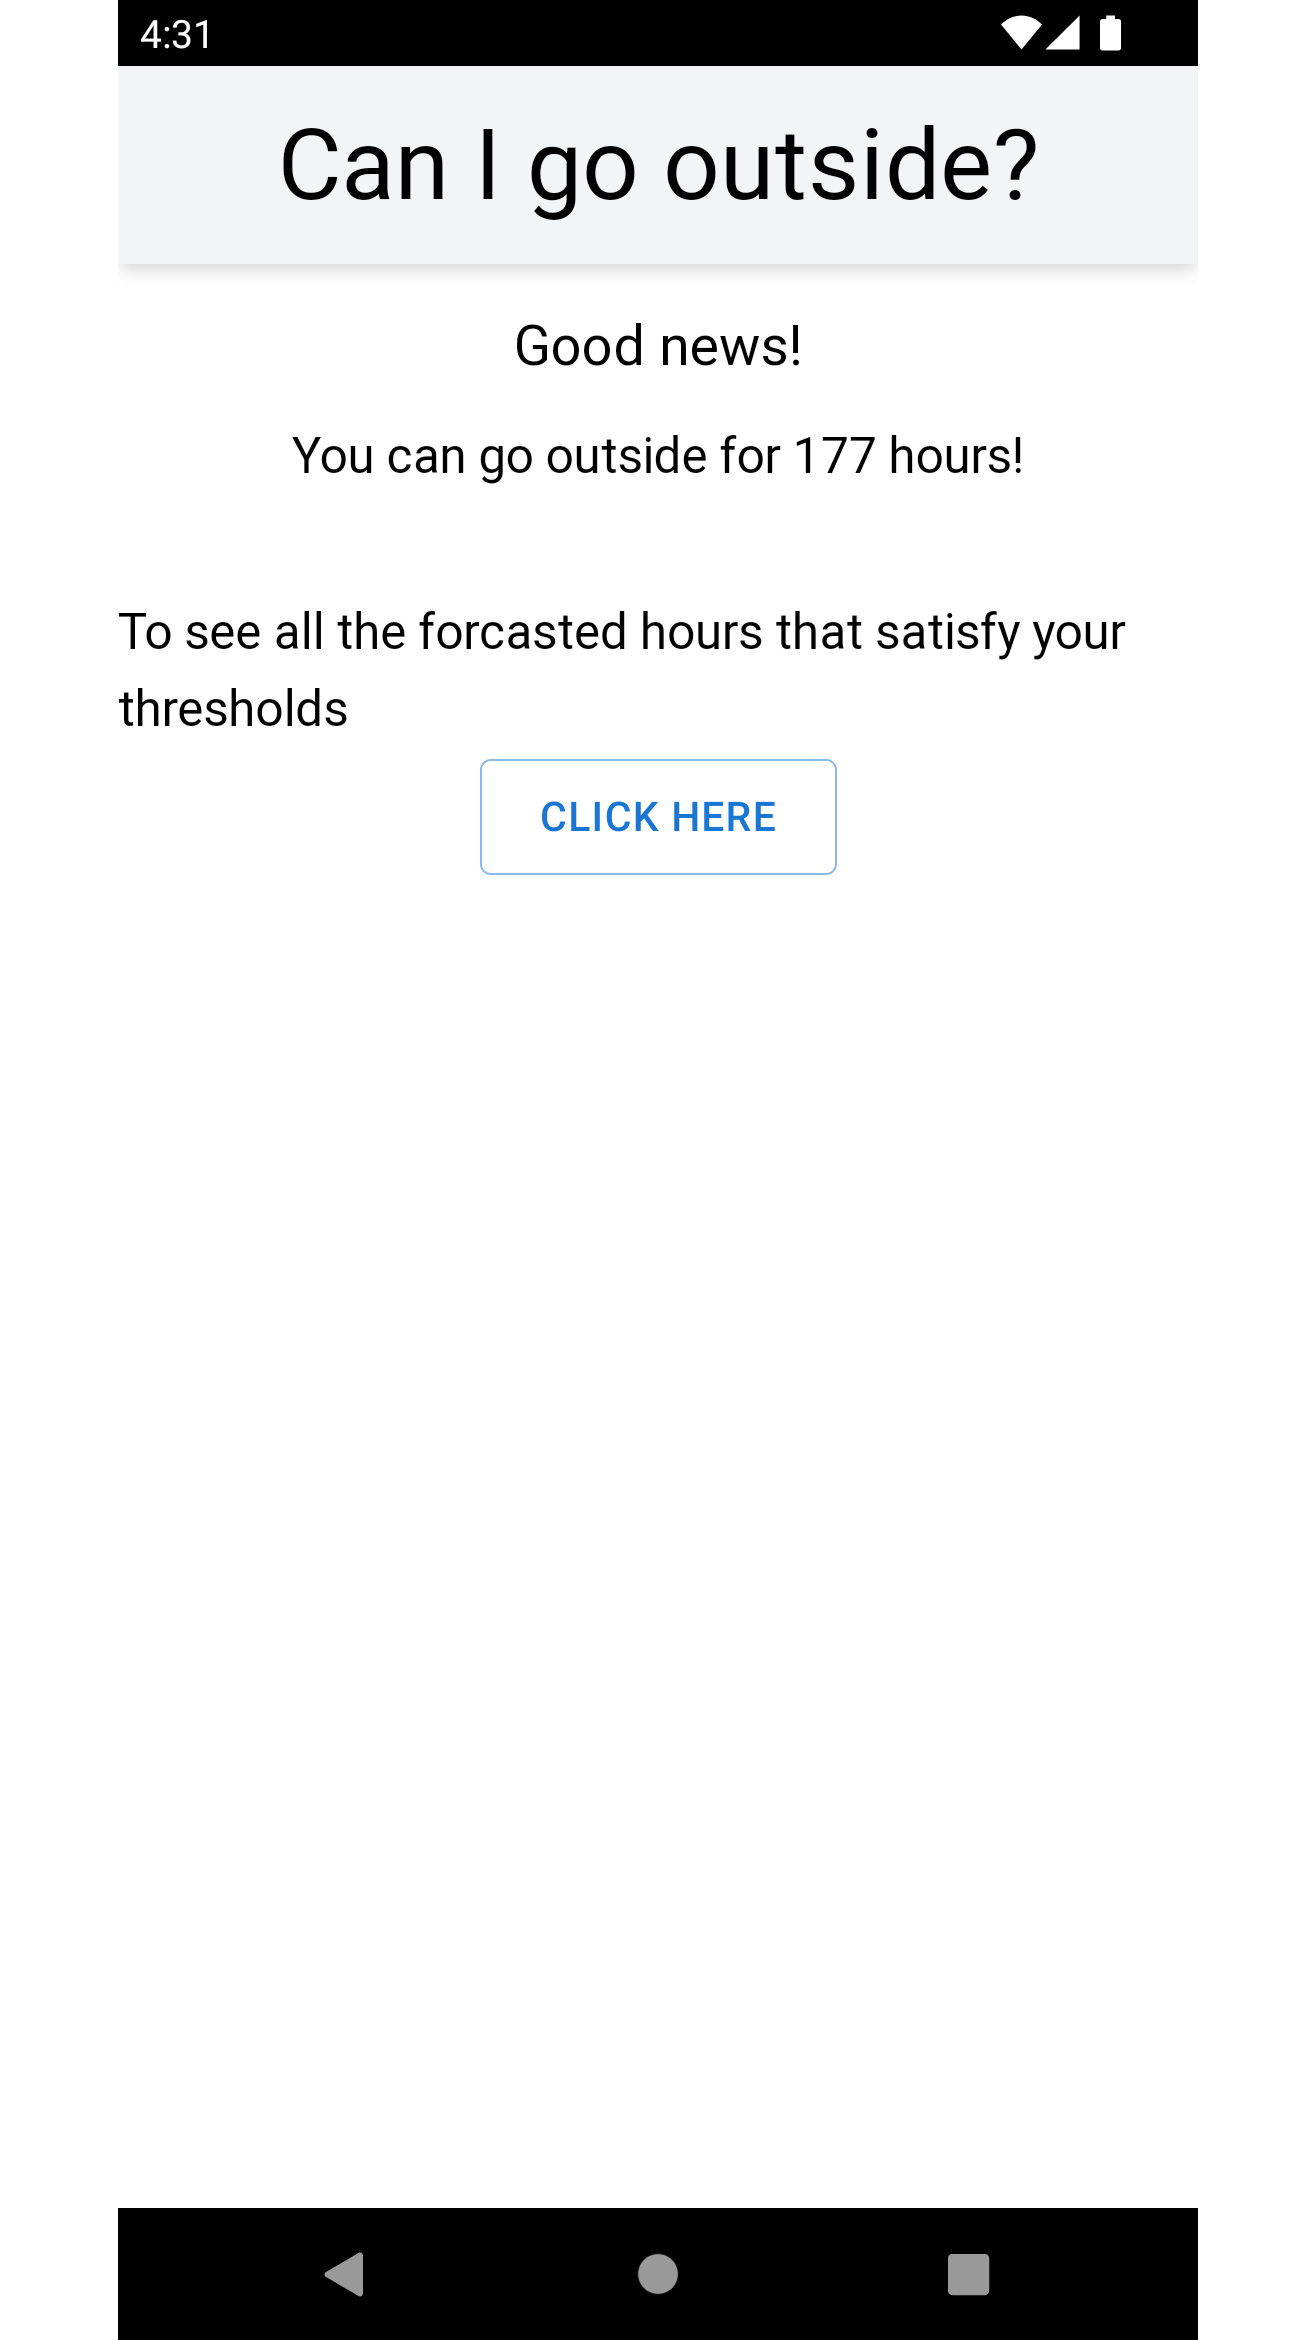 4:31
Can I go outside?
Good news!
You can go outside for 177 hours!
To see all the forcasted hours that satisfy your
thresholds
CLICK HERE